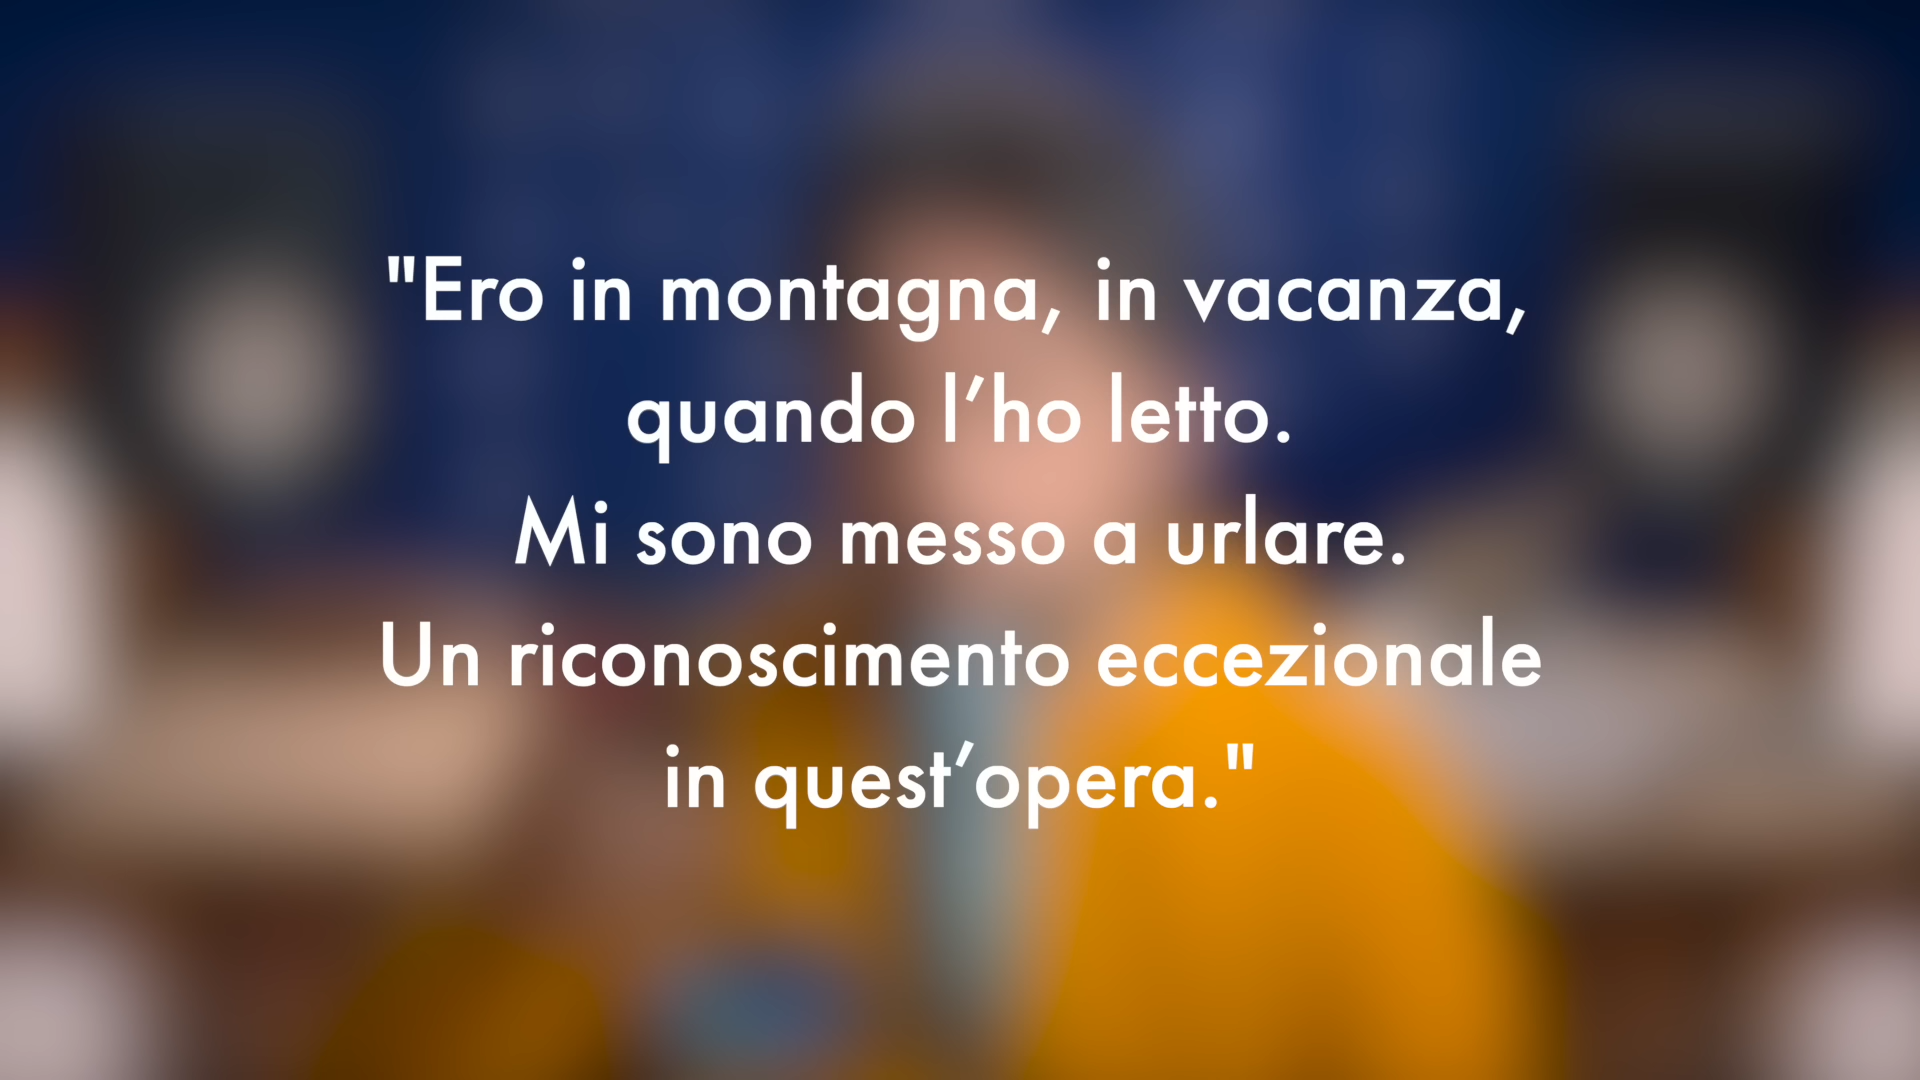 "Ero in montagna, in vacanza,
quando l’ho letto.
Mi sono messo a urlare.
Un riconoscimento eccezionale
in quest’opera."